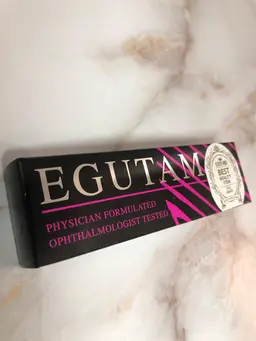 EGUTAM
PHYSICIAN FORMULATED
OPHTHALMOLOGIST TESTED
BEST